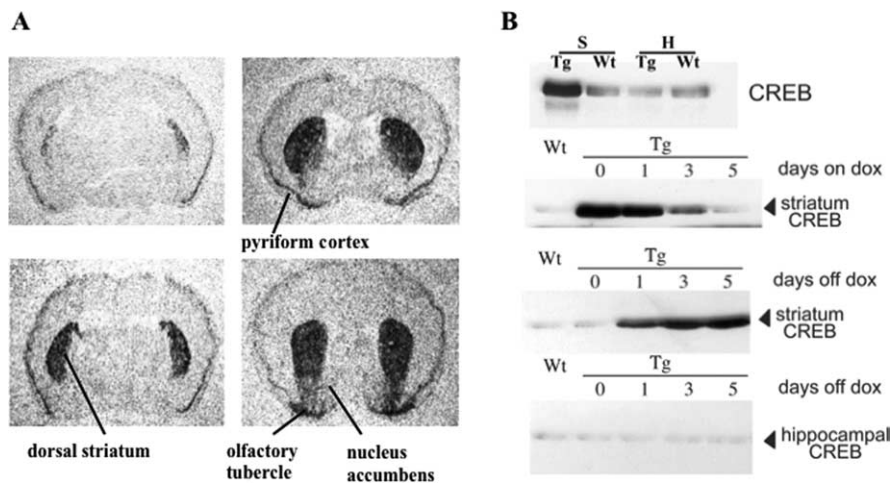 A
pyriform cortex
dorsal striatum
olfactory
tubercle
nucleus
accumbens
B
S H
Tg Wt Tg Wt
CREB
Wt Tg
0 1 3 5 days on dox
striatum
CREB
Wt Tg
0 1 3 5 days off dox
striatum
CREB
Wt Tg
0 1 3 5 days off dox
hippocampal
CREB